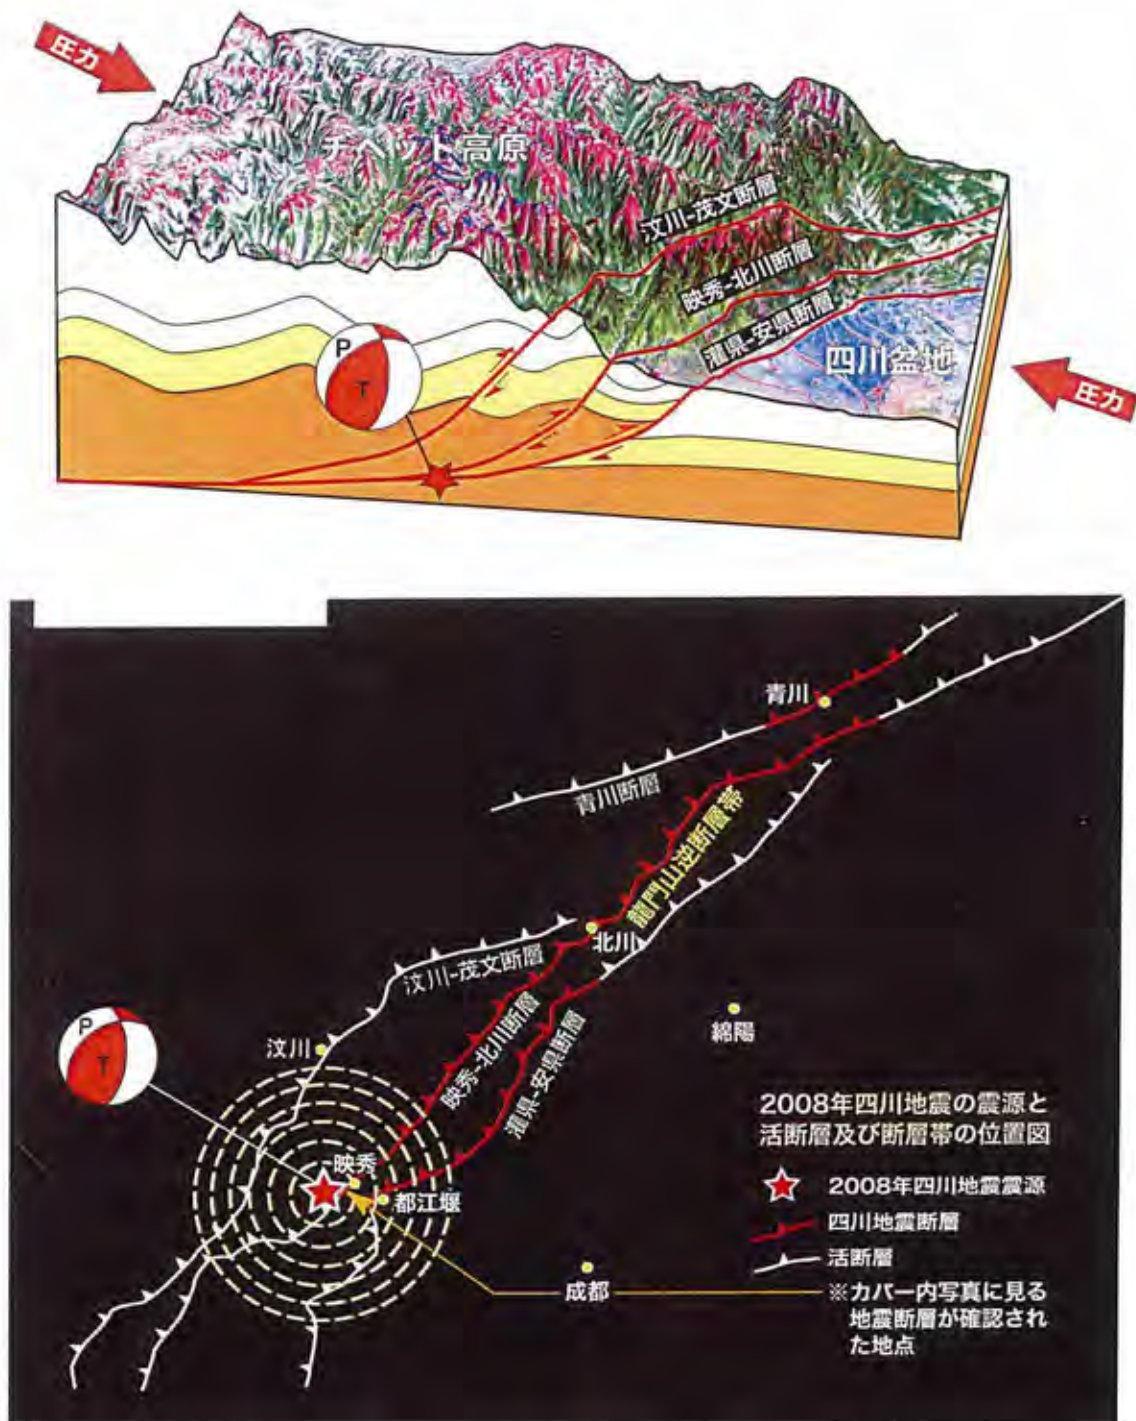 圧力
チベット高原
汶川-茂文断層
映秀-北川断層
灌県-安県断層
四川盆地
圧力
P
T
青川
青川断層
龍門山逆断層帯
北川
汶川-茂文断層
綿陽
映秀-北川断層
灌県-安県断層
P
T
汶川
映秀
都江堰
成都
2008年四川地震の震源と
活断層及び断層帯の位置図
2008年四川地震震源
四川地震断層
活断層
※カバー内写真に見る
地震断層が確認され
た地点